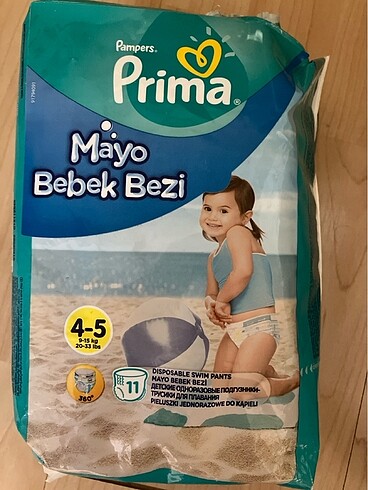 Pampers®
Prima®
Mayo
Bebek Bezi
4-5
9-15 kg
20-33 lbs
360°
11
DISPOSABLE SWIM PANTS
MAYO BEBEK BEZİ
ДЕТСКИЕ ОДНОРАЗОВЫЕ ПОДГУЗНИКИ-
ТРУСИКИ ДЛЯ ПЛАВАНИЯ
PIELUSZKI JEDNORAZOWE DO KĄPIELI